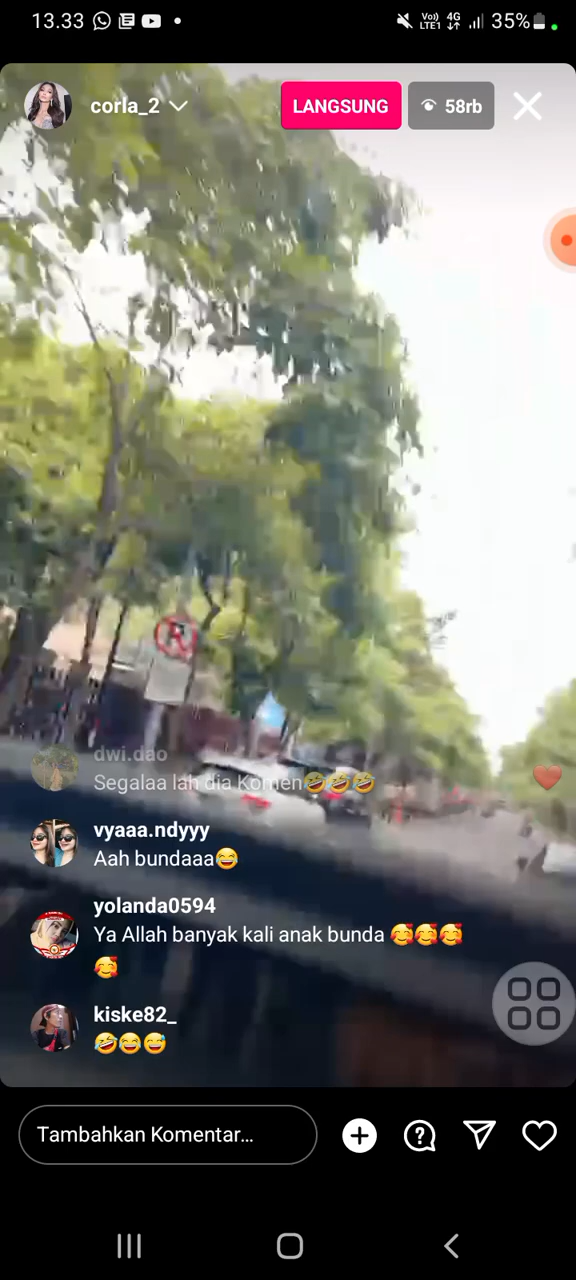 13.33
Vo)) 4G
LTE1
35%
corla_2
LANGSUNG
58rb
dwi.dao
Segalaa lah dia Komen🤣🤣🤣
vyaaa.ndyyy
Aah bundaaa😂
yolanda0594
Ya Allah banyak kali anak bunda 🥰🥰🥰
🥰
kiske82_
🤣😂😅
Tambahkan Komentar...